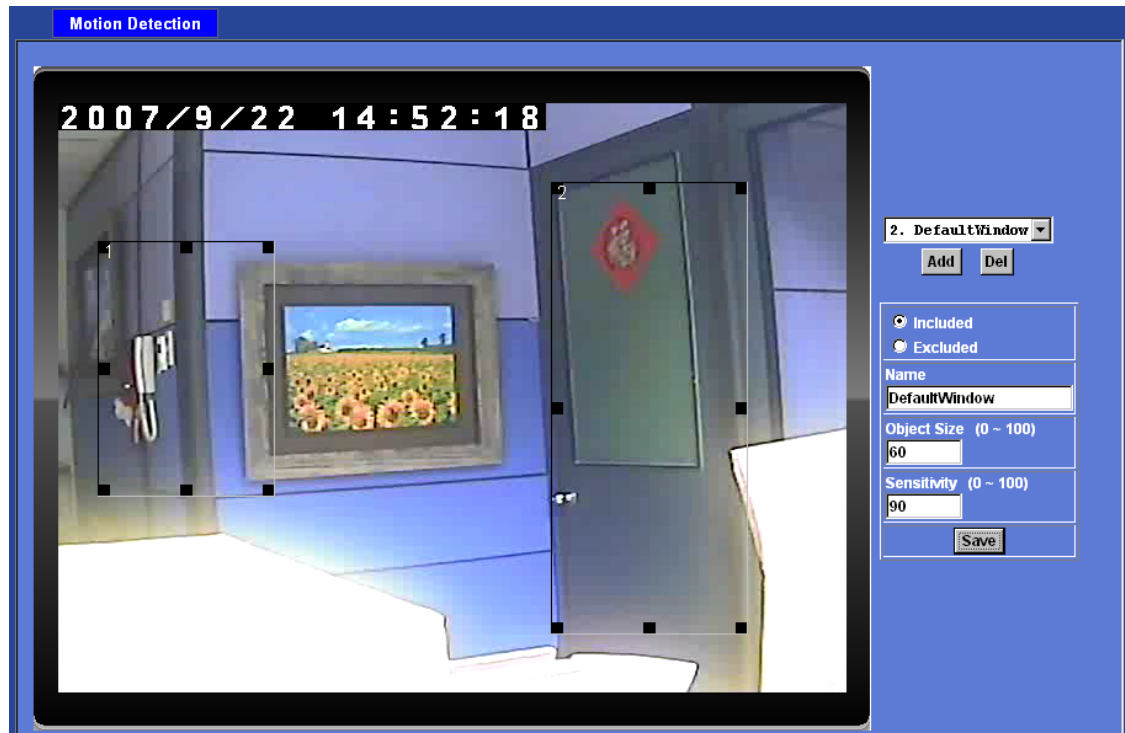 Motion Detection
2007/9/22 14:52:18
1
2
福
2. DefaultWindow
Add Del
Included
Excluded
Name
DefaultWindow
Object Size (0 ~ 100)
60
Sensitivity (0 ~ 100)
90
Save